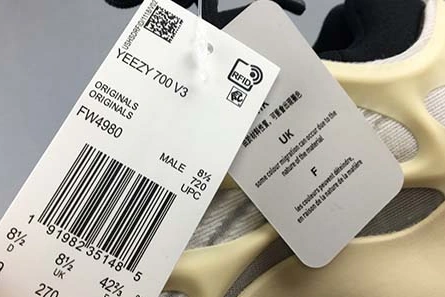 YEEZY 700 V3
RFID
ORIGINALS
ORIGINALS
FW4980
MALE 8½
720
UPC
1 91982 35148 5
8½ 8½ 42⅔
D UK F
270
UK
some colour migration can occur due to the
nature of the material
F
les couleurs peuvent déteindre,
en raison de la nature de la matière